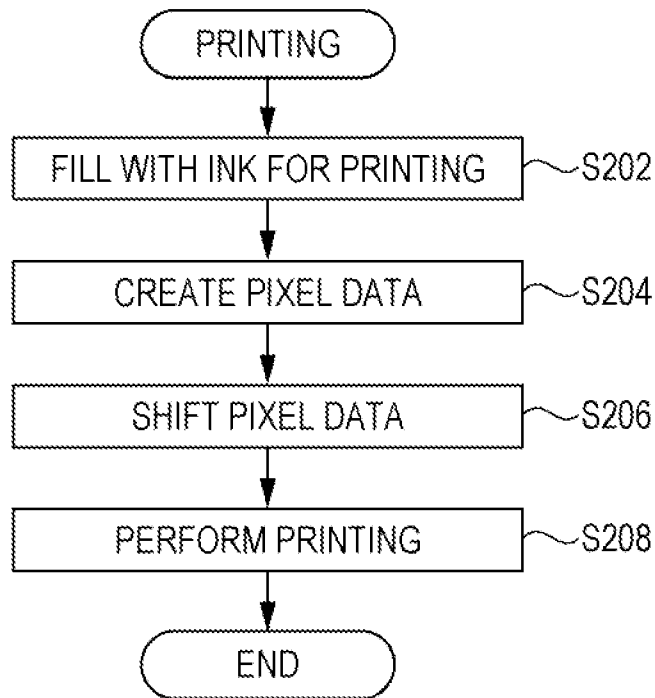 PRINTING
FILL WITH INK FOR PRINTING S202
CREATE PIXEL DATA S204
SHIFT PIXEL DATA S206
PERFORM PRINTING S208
END